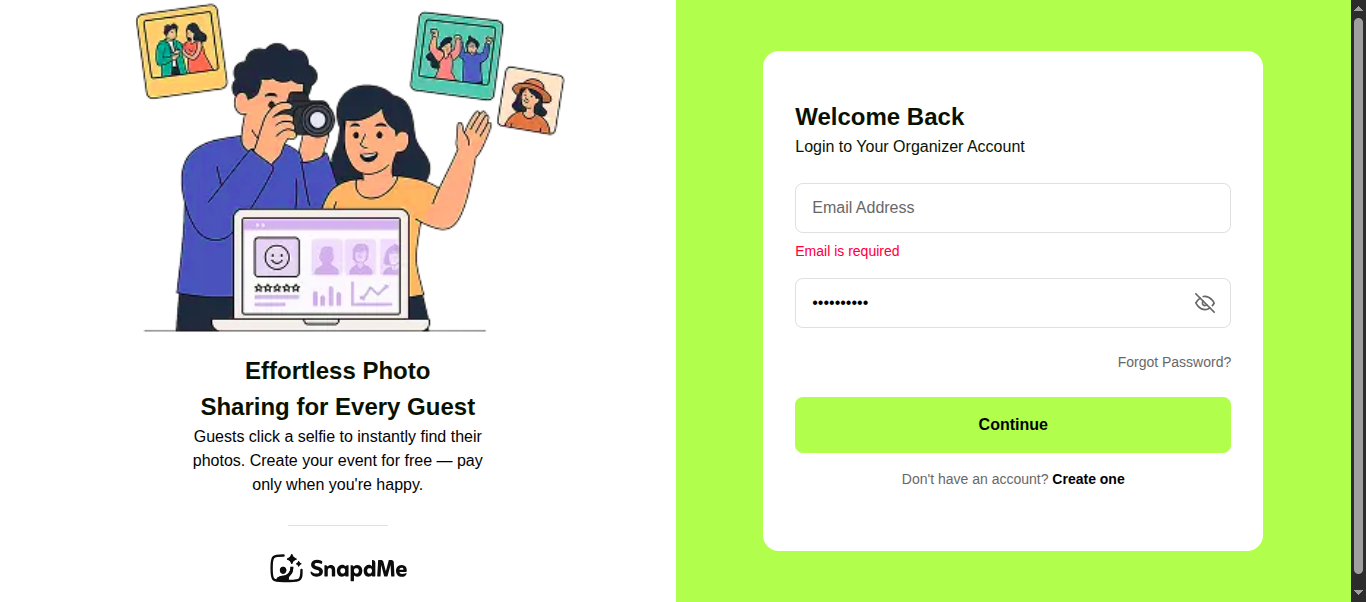 Effortless Photo
Sharing for Every Guest
Guests click a selfie to instantly find their
photos. Create your event for free — pay
only when you're happy.
SnapdMe
Welcome Back
Login to Your Organizer Account
Email Address
Email is required
••••••••••
Forgot Password?
Continue
Don't have an account? Create one